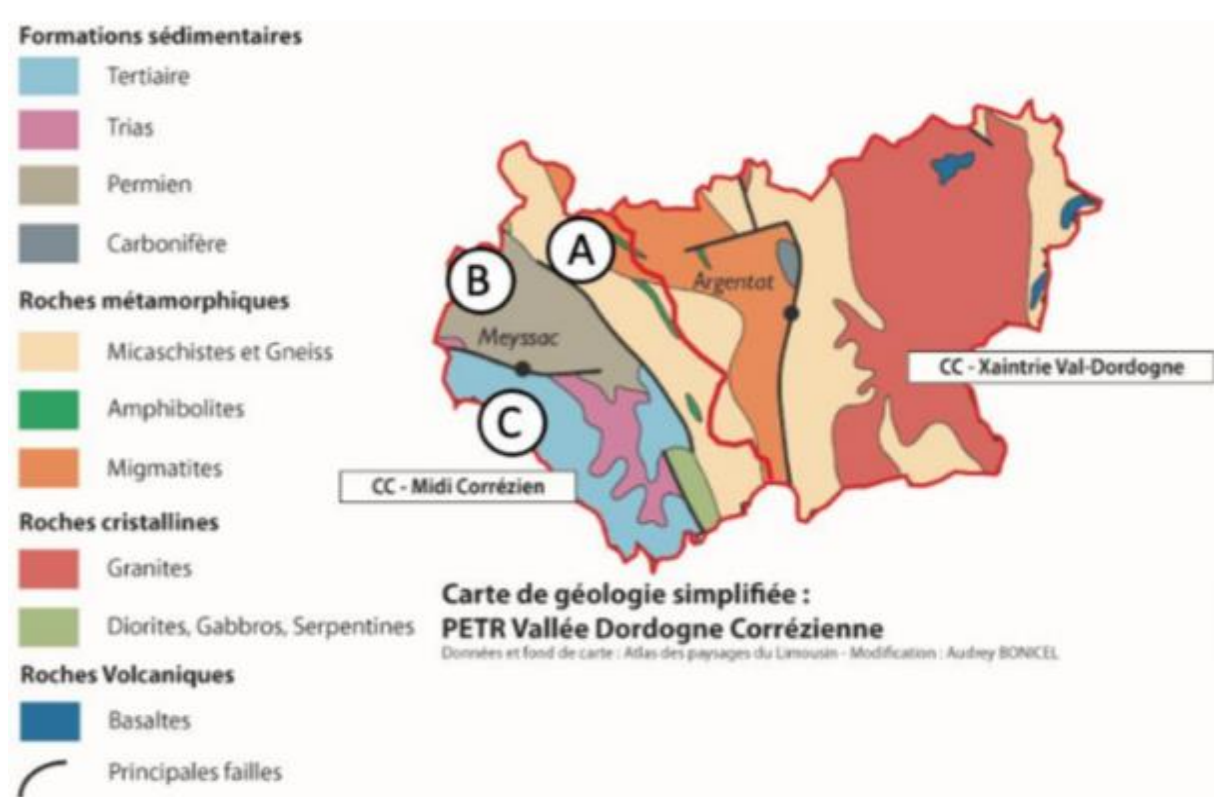 Formations sédimentaires
Tertiaire
Trias
Permien
Carbonifère
Roches métamorphiques
Micaschistes et Gneiss
Amphibolites
Migmatites
Roches cristallines
Granites
Diorites, Gabbros, Serpentines
Roches Volcaniques
Basaltes
Principales failles
A
B
Argentat
Meyssac
C
CC - Xaintrie Val-Dordogne
CC - Midi Corrézien
Carte de géologie simplifiée :
PETR Vallée Dordogne Corrézienne
Données et fond de carte : Atlas des paysages du Limousin - Modification : Audrey BONICEL